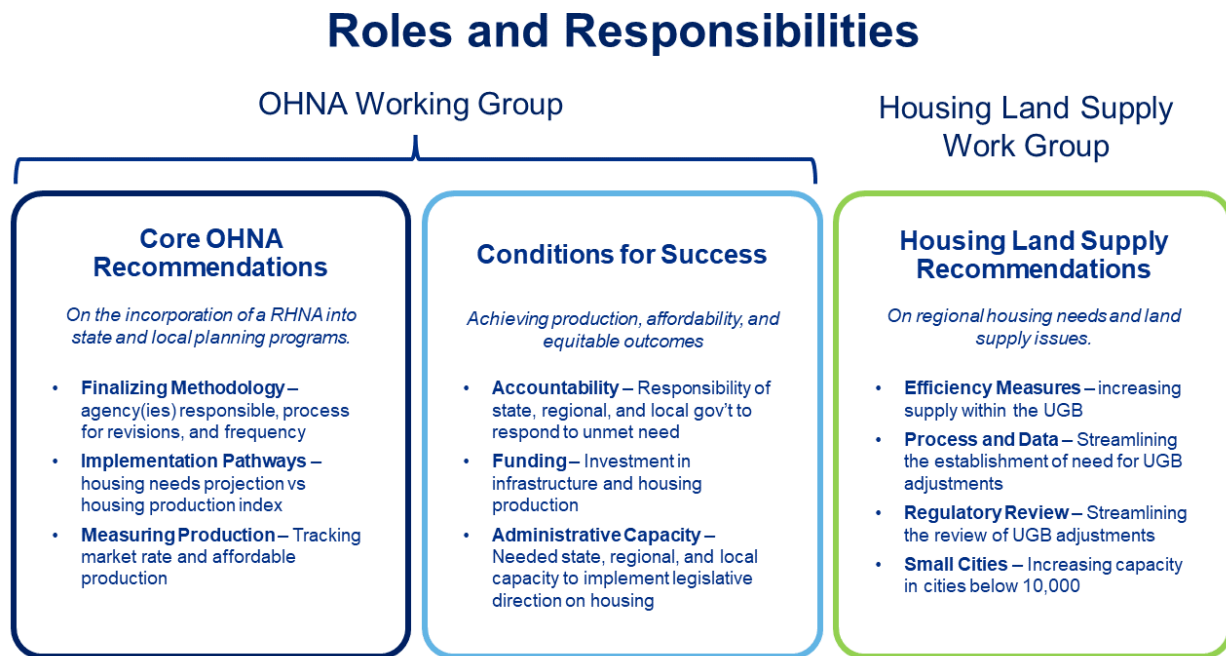 Roles and Responsibilities
OHNA Working Group
Housing Land Supply
Work Group
Core OHNA
Recommendations
On the incorporation of a RHNA into
state and local planning programs.
• Finalizing Methodology –
agency(ies) responsible, process
for revisions, and frequency
• Implementation Pathways –
housing needs projection vs
housing production index
• Measuring Production – Tracking
market rate and affordable
production
Conditions for Success
Achieving production, affordability, and
equitable outcomes
• Accountability – Responsibility of
state, regional, and local gov’t to
respond to unmet need
• Funding – Investment in
infrastructure and housing
production
• Administrative Capacity –
Needed state, regional, and local
capacity to implement legislative
direction on housing
Housing Land Supply
Recommendations
On regional housing needs and land
supply issues.
• Efficiency Measures – increasing
supply within the UGB
• Process and Data – Streamlining
the establishment of need for UGB
adjustments
• Regulatory Review – Streamlining
the review of UGB adjustments
• Small Cities – Increasing capacity
in cities below 10,000